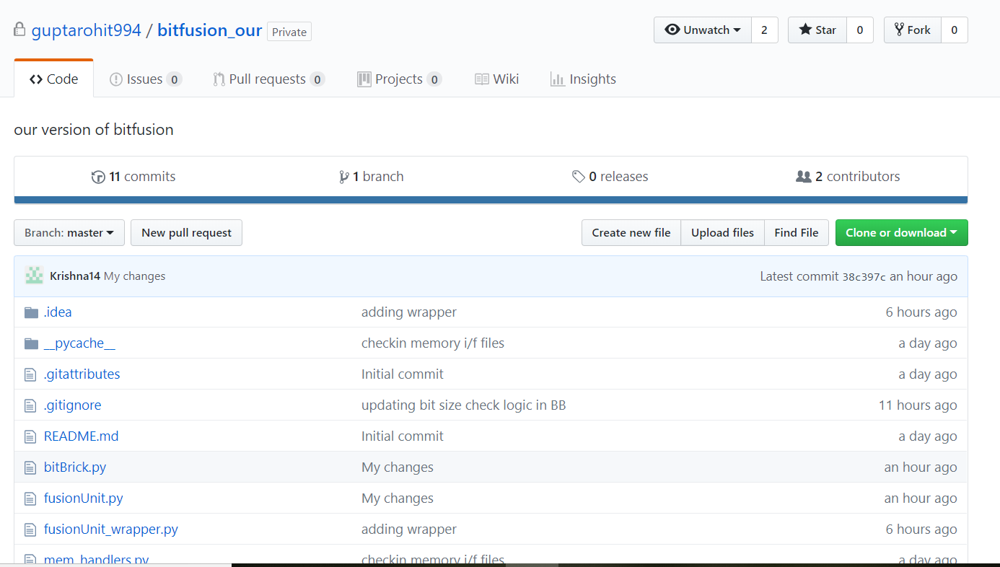 guptarohit994 / bitfusion_our Private Unwatch 2 Star 0 Fork 0
Code Issues 0 Pull requests 0 Projects 0 Wiki Insights
our version of bitfusion
11 commits 1 branch 0 releases 2 contributors
Branch: master New pull request Create new file Upload files Find File Clone or download
Krishna14 My changes Latest commit 38c397c an hour ago
.idea adding wrapper 6 hours ago
__pycache__ checkin memory i/f files a day ago
.gitattributes Initial commit a day ago
.gitignore updating bit size check logic in BB 11 hours ago
README.md Initial commit a day ago
bitBrick.py My changes an hour ago
fusionUnit.py My changes an hour ago
fusionUnit_wrapper.py adding wrapper 6 hours ago
mem_handlers.py checkin memory i/f files a day ago